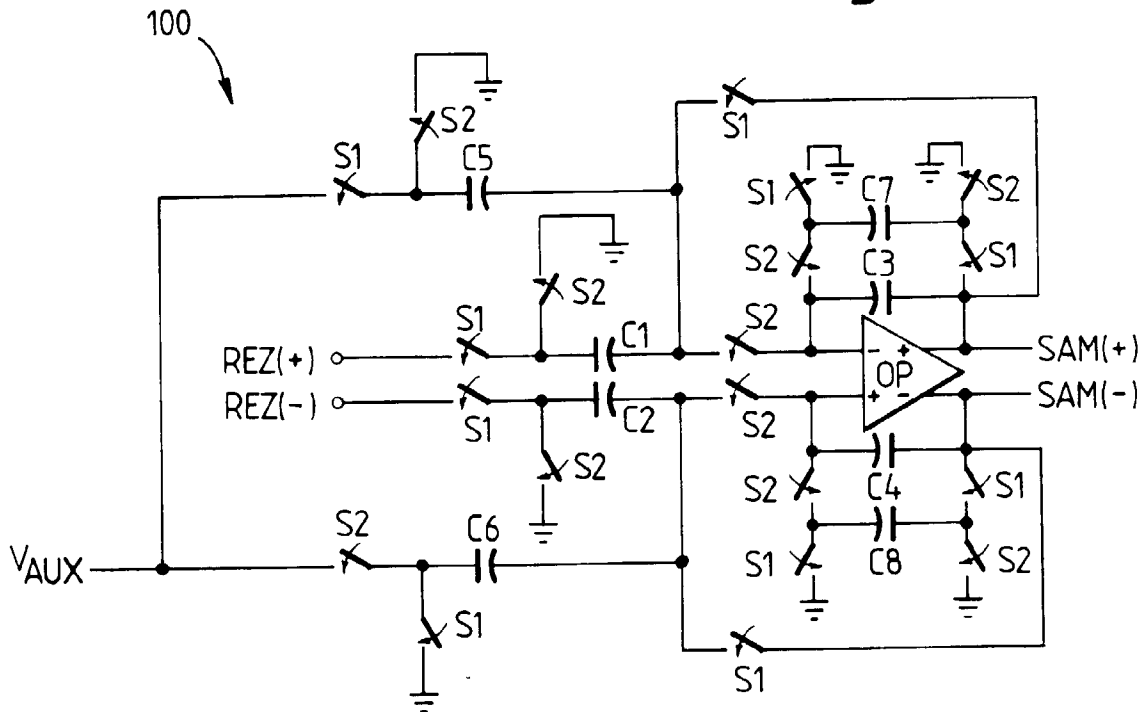 100
S2
S1
S1
C5
S1
C7
S2
S2
S1
C3
S2
S1
C1
S2
REZ(+)
SAM(+)
OP
- +
+ -
REZ(-)
SAM(-)
S1
C2
S2
S2
S2
C4
S1
S2
C6
S1
C8
S2
VAUX
S1
S1